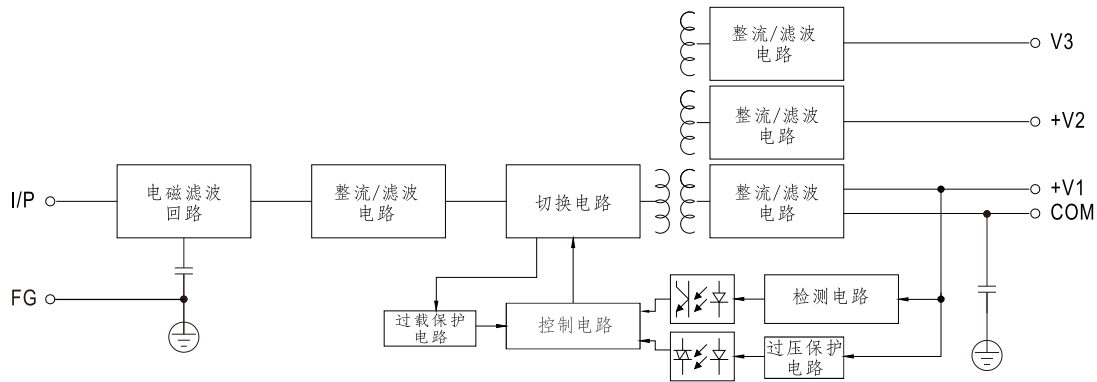 整流/滤波
电路
V3
整流/滤波
电路
+V2
I/P
电磁滤波
回路
整流/滤波
电路
切换电路
整流/滤波
电路
+V1
COM
FG
过载保护
电路
控制电路
检测电路
过压保护
电路